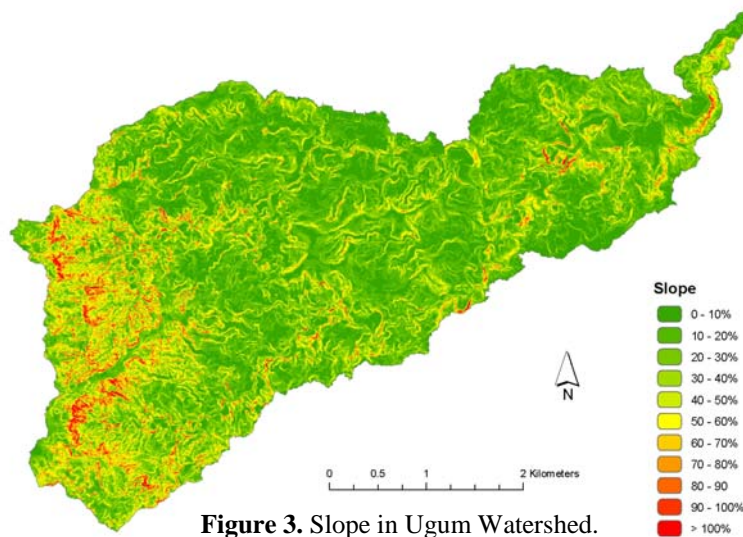 Slope
0 - 10%
10 - 20%
20 - 30%
30 - 40%
40 - 50%
50 - 60%
60 - 70%
70 - 80%
80 - 90
90 - 100%
> 100%
N
0 0.5 1 2 Kilometers
Figure 3. Slope in Ugum Watershed.